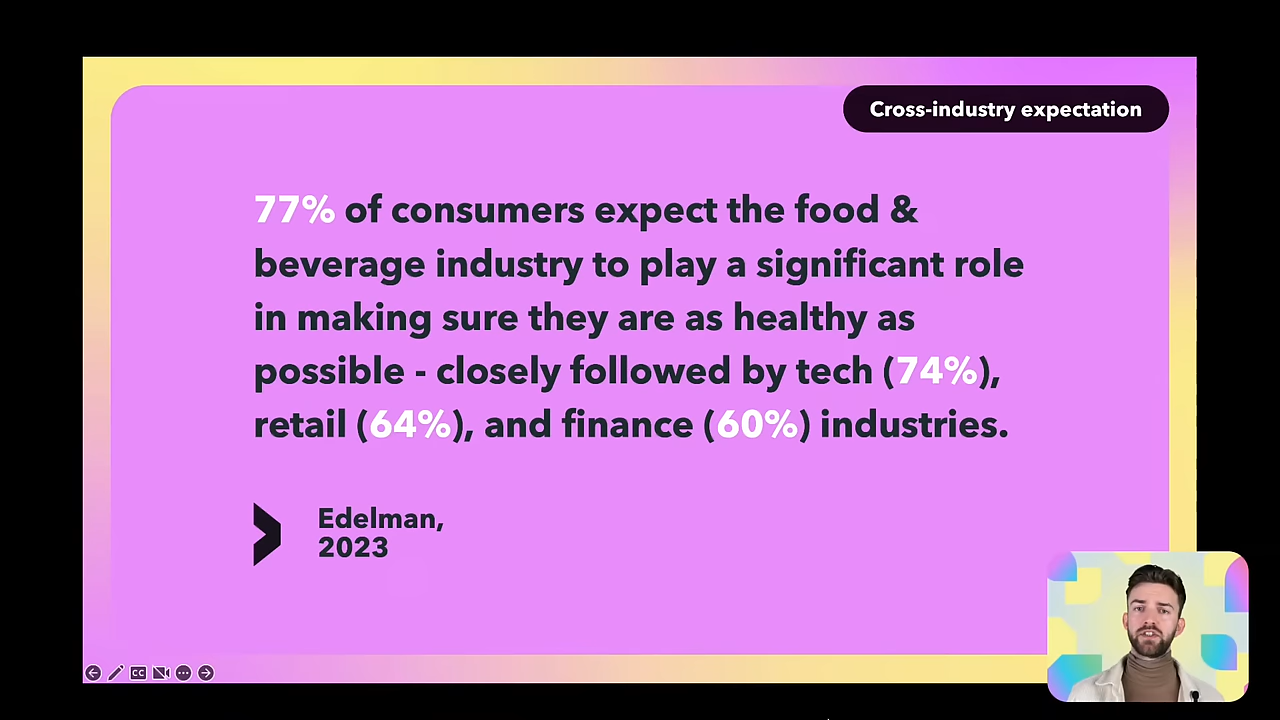 Cross-industry expectation
77% of consumers expect the food &
beverage industry to play a significant role
in making sure they are as healthy as
possible - closely followed by tech (74%),
retail (64%), and finance (60%) industries.
Edelman,
2023
CC